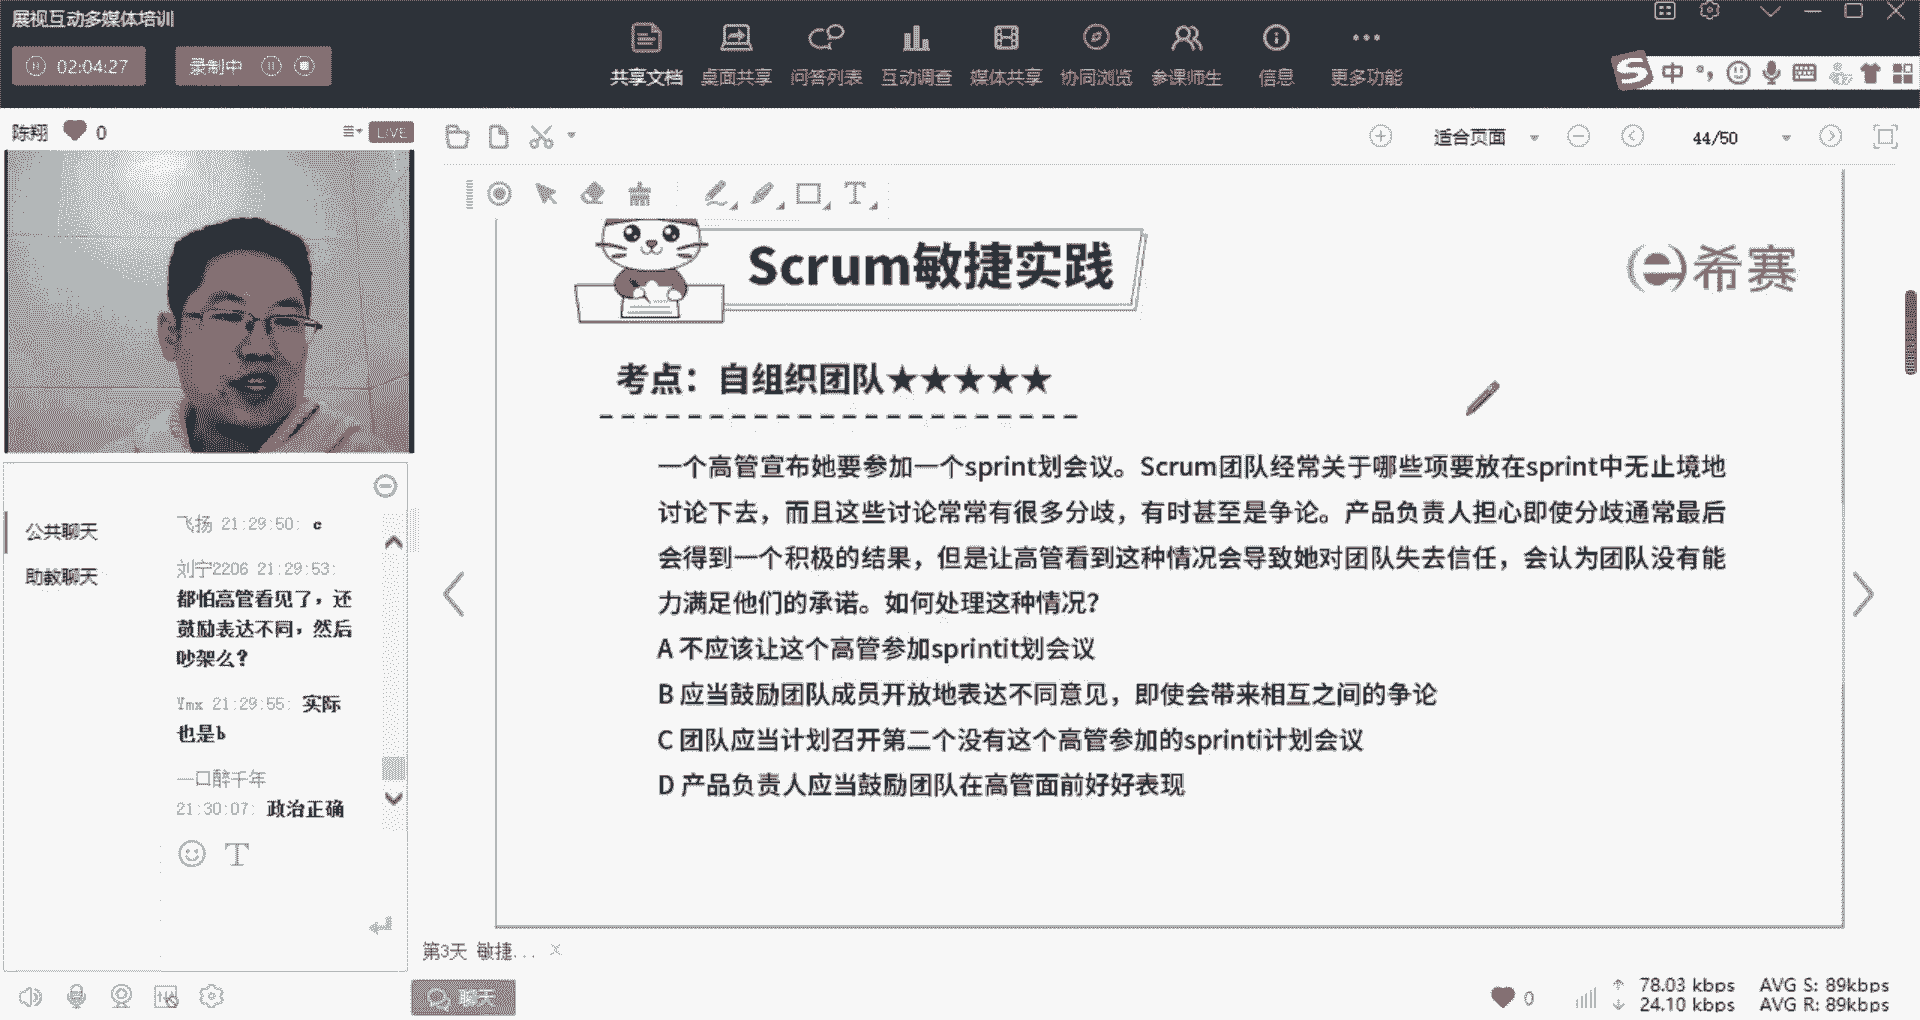 展视互动多媒体培训
02:04:27
录制中
共享文档
桌面共享
问答列表
互动调查
媒体共享
协同浏览
参课师生
信息
更多功能
中
陈翔 0
LIVE
适合页面
44/50
Scrum敏捷实践
希赛
考点：自组织团队★★★★★
一个高管宣布她要参加一个sprint划会议。Scrum团队经常关于哪些项要放在sprint中无止境地
讨论下去，而且这些讨论常常有很多分歧，有时甚至是争论。产品负责人担心即使分歧通常最后
会得到一个积极的结果，但是让高管看到这种情况会导致她对团队失去信任，会认为团队没有能
力满足他们的承诺。如何处理这种情况？
A 不应该让这个高管参加sprintit划会议
B 应当鼓励团队成员开放地表达不同意见，即使会带来相互之间的争论
C 团队应当计划召开第二个没有这个高管参加的sprinti计划会议
D 产品负责人应当鼓励团队在高管面前好好表现
公共聊天
助教聊天
飞扬 21:29:50: c
刘宁2206 21:29:53:
都怕高管看见了，还
鼓励表达不同，然后
吵架么？
Ymx 21:29:55: 实际
也是b
一口醉千年
21:30:07: 政治正确
第3天 敏捷...
聊天
0
78.03 kbps AVG S: 89kbps
24.10 kbps AVG R: 89kbps